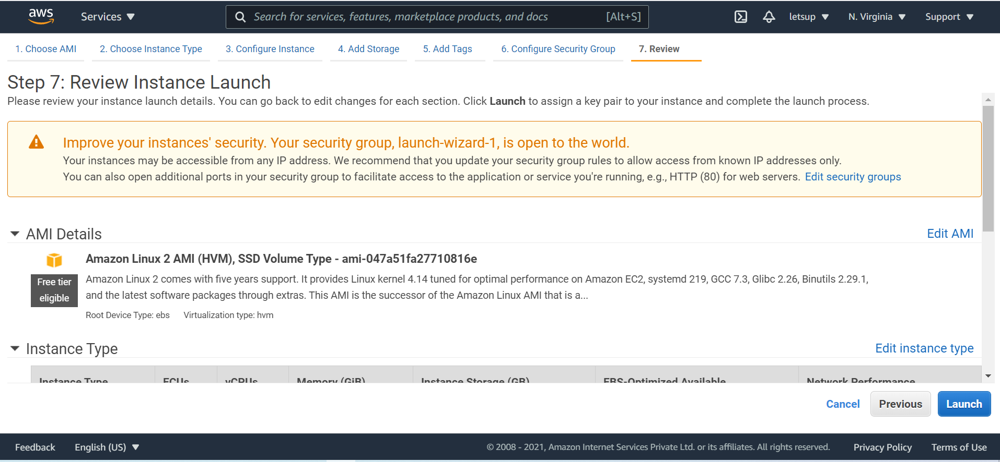 aws Services Search for services, features, marketplace products, and docs [Alt+S] letsup N. Virginia Support
1. Choose AMI 2. Choose Instance Type 3. Configure Instance 4. Add Storage 5. Add Tags 6. Configure Security Group 7. Review
Step 7: Review Instance Launch
Please review your instance launch details. You can go back to edit changes for each section. Click Launch to assign a key pair to your instance and complete the launch process.
Improve your instances' security. Your security group, launch-wizard-1, is open to the world.
Your instances may be accessible from any IP address. We recommend that you update your security group rules to allow access from known IP addresses only.
You can also open additional ports in your security group to facilitate access to the application or service you're running, e.g., HTTP (80) for web servers. Edit security groups
AMI Details Edit AMI
Amazon Linux 2 AMI (HVM), SSD Volume Type - ami-047a51fa27710816e
Free tier
eligible
Amazon Linux 2 comes with five years support. It provides Linux kernel 4.14 tuned for optimal performance on Amazon EC2, systemd 219, GCC 7.3, Glibc 2.26, Binutils 2.29.1,
and the latest software packages through extras. This AMI is the successor of the Amazon Linux AMI that is a...
Root Device Type: ebs Virtualization type: hvm
Instance Type Edit instance type
Instance Type ECUs vCPUs Memory (GiB) Instance Storage (GB) EBS-Optimized Available Network Performance
Cancel Previous Launch
Feedback English (US) © 2008 - 2021, Amazon Internet Services Private Ltd. or its affiliates. All rights reserved. Privacy Policy Terms of Use